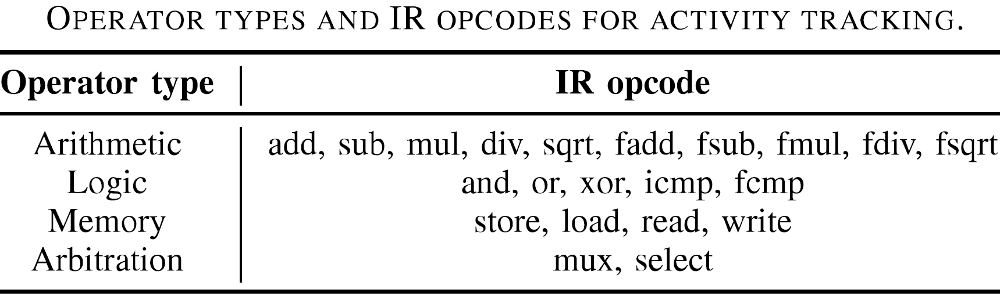 OPERATOR TYPES AND IR OPCODES FOR ACTIVITY TRACKING.
Operator type IR opcode
Arithmetic add, sub, mul, div, sqrt, fadd, fsub, fmul, fdiv, fsqrt
Logic and, or, xor, icmp, fcmp
Memory store, load, read, write
Arbitration mux, select